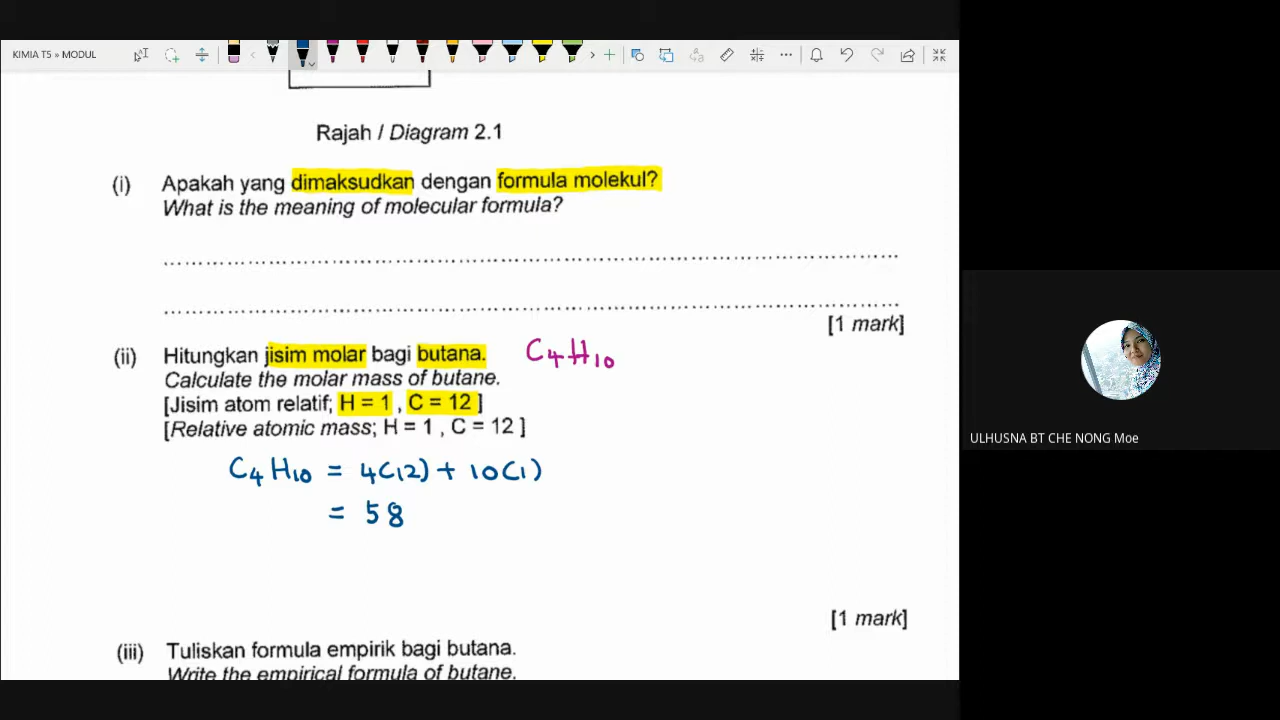 KIMIA T5 » MODUL
Rajah / Diagram 2.1
(i) Apakah yang dimaksudkan dengan formula molekul?
What is the meaning of molecular formula?
……………………………………………………………………………………
……………………………………………………………………………………
[1 mark]
(ii) Hitungkan jisim molar bagi butana. C₄H₁₀
Calculate the molar mass of butane.
[Jisim atom relatif; H = 1 , C = 12 ]
[Relative atomic mass; H = 1 , C = 12 ]
C₄H₁₀ = 4(12) + 10(1)
= 58
[1 mark]
(iii) Tuliskan formula empirik bagi butana.
Write the empirical formula of butane.
ULHUSNA BT CHE NONG Moe